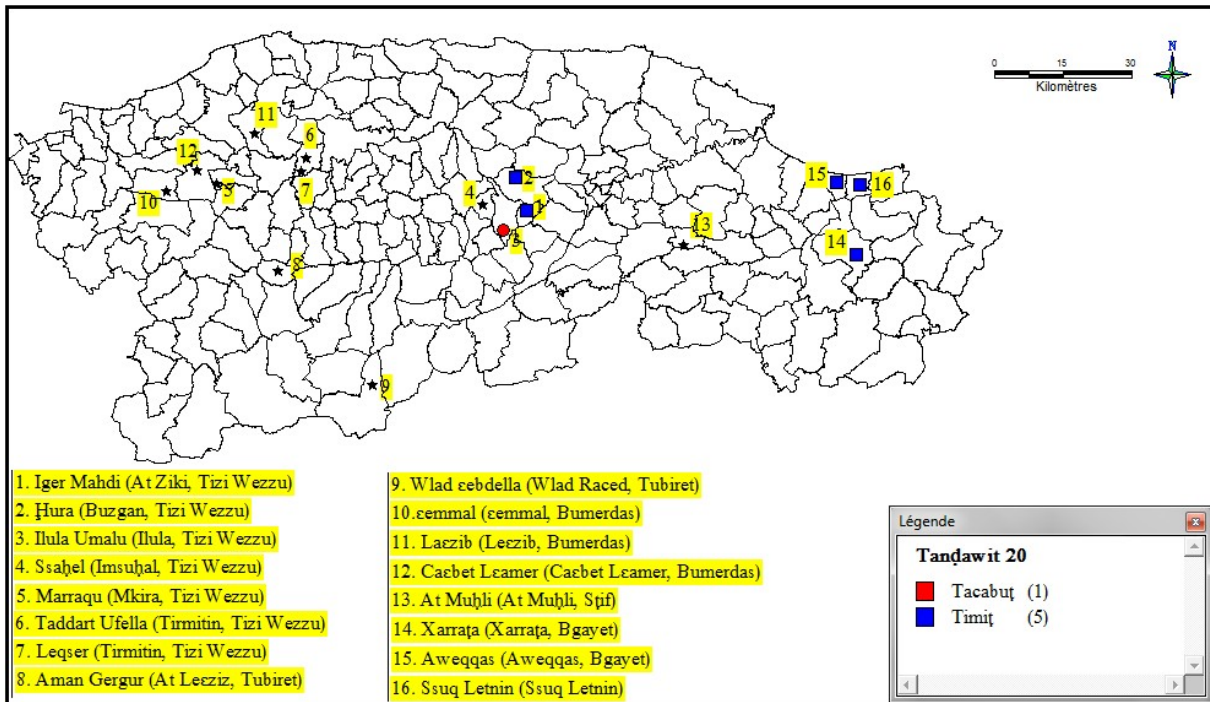 N
0 15 30
Kilomètres
11
6
12
10
5
7
4
2
1
3
8
9
13
15
16
14
1. Iger Mahdi (At Ziki, Tizi Wezzu)
2. Ḥura (Buzgan, Tizi Wezzu)
3. Ilula Umalu (Ilula, Tizi Wezzu)
4. Ssaḥel (Imsuḥal, Tizi Wezzu)
5. Marraqu (Mkira, Tizi Wezzu)
6. Taddart Ufella (Tirmitin, Tizi Wezzu)
7. Leqser (Tirmitin, Tizi Wezzu)
8. Aman Gergur (At Leɛziz, Tubiret)
9. Wlad ɛebdella (Wlad Raced, Tubiret)
10.ɛemmal (ɛemmal, Bumerdas)
11. Laɛzib (Leɛzib, Bumerdas)
12. Caɛbet Lɛamer (Caɛbet Lɛamer, Bumerdas)
13. At Muḥli (At Muḥli, Sṭif)
14. Xarraṭa (Xarraṭa, Bgayet)
15. Aweqqas (Aweqqas, Bgayet)
16. Ssuq Letnin (Ssuq Letnin)
Légende
Tanḍawit 20
Tacabuṭ (1)
Timiṭ (5)